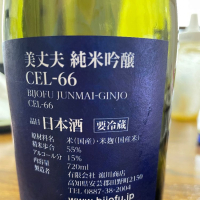 美丈夫 純米吟醸
CEL-66
BIJOFU JUNMAI-GINJO
CEL-66
品目 日本酒 要冷蔵
原材料名 米(国産)・米麹(国産米)
精米歩合 55%
アルコール分 15%
内容量 720ml
製造者 有限会社 濵川商店
高知県安芸郡田野町2150
TEL 0887-38-2004
www.bijofu.jp